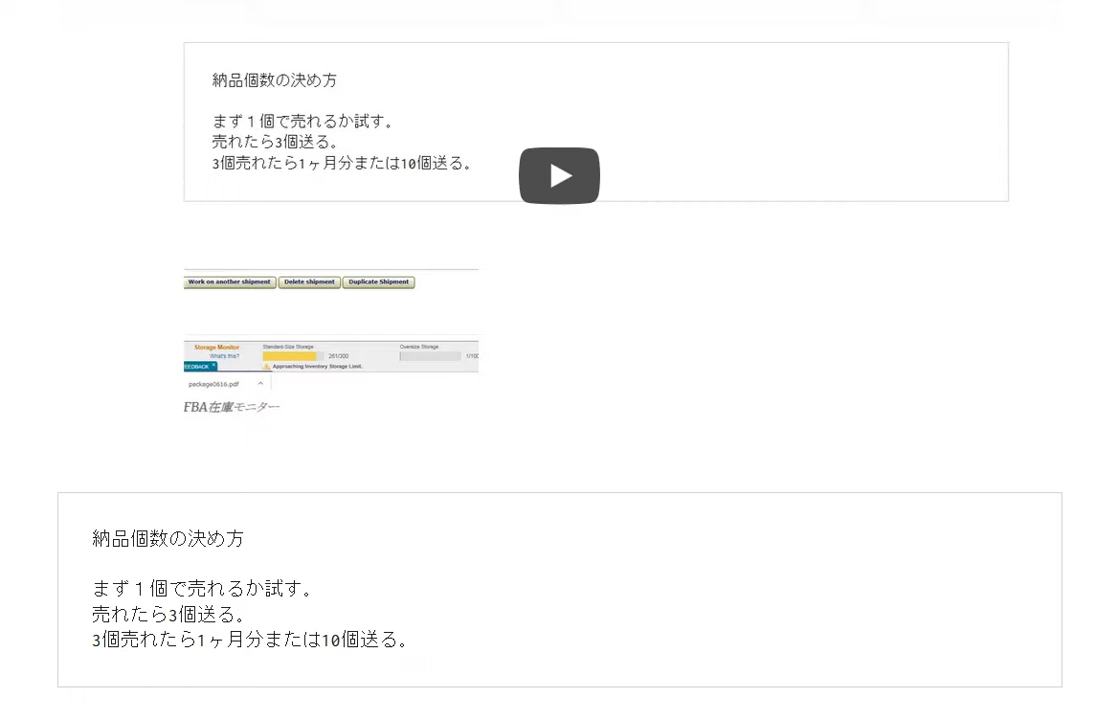 納品個数の決め方
まず１個で売れるか試す。
売れたら3個送る。
3個売れたら1ヶ月分または10個送る。
Work on another shipment Delete shipment Duplicate Shipment
Storage Monitor Standard-Size Storage Oversize Storage
What's this? 261/300 1/100
FEEDBACK Approaching Inventory Storage Limit.
package0616.pdf
FBA在庫モニター
納品個数の決め方
まず１個で売れるか試す。
売れたら3個送る。
3個売れたら1ヶ月分または10個送る。